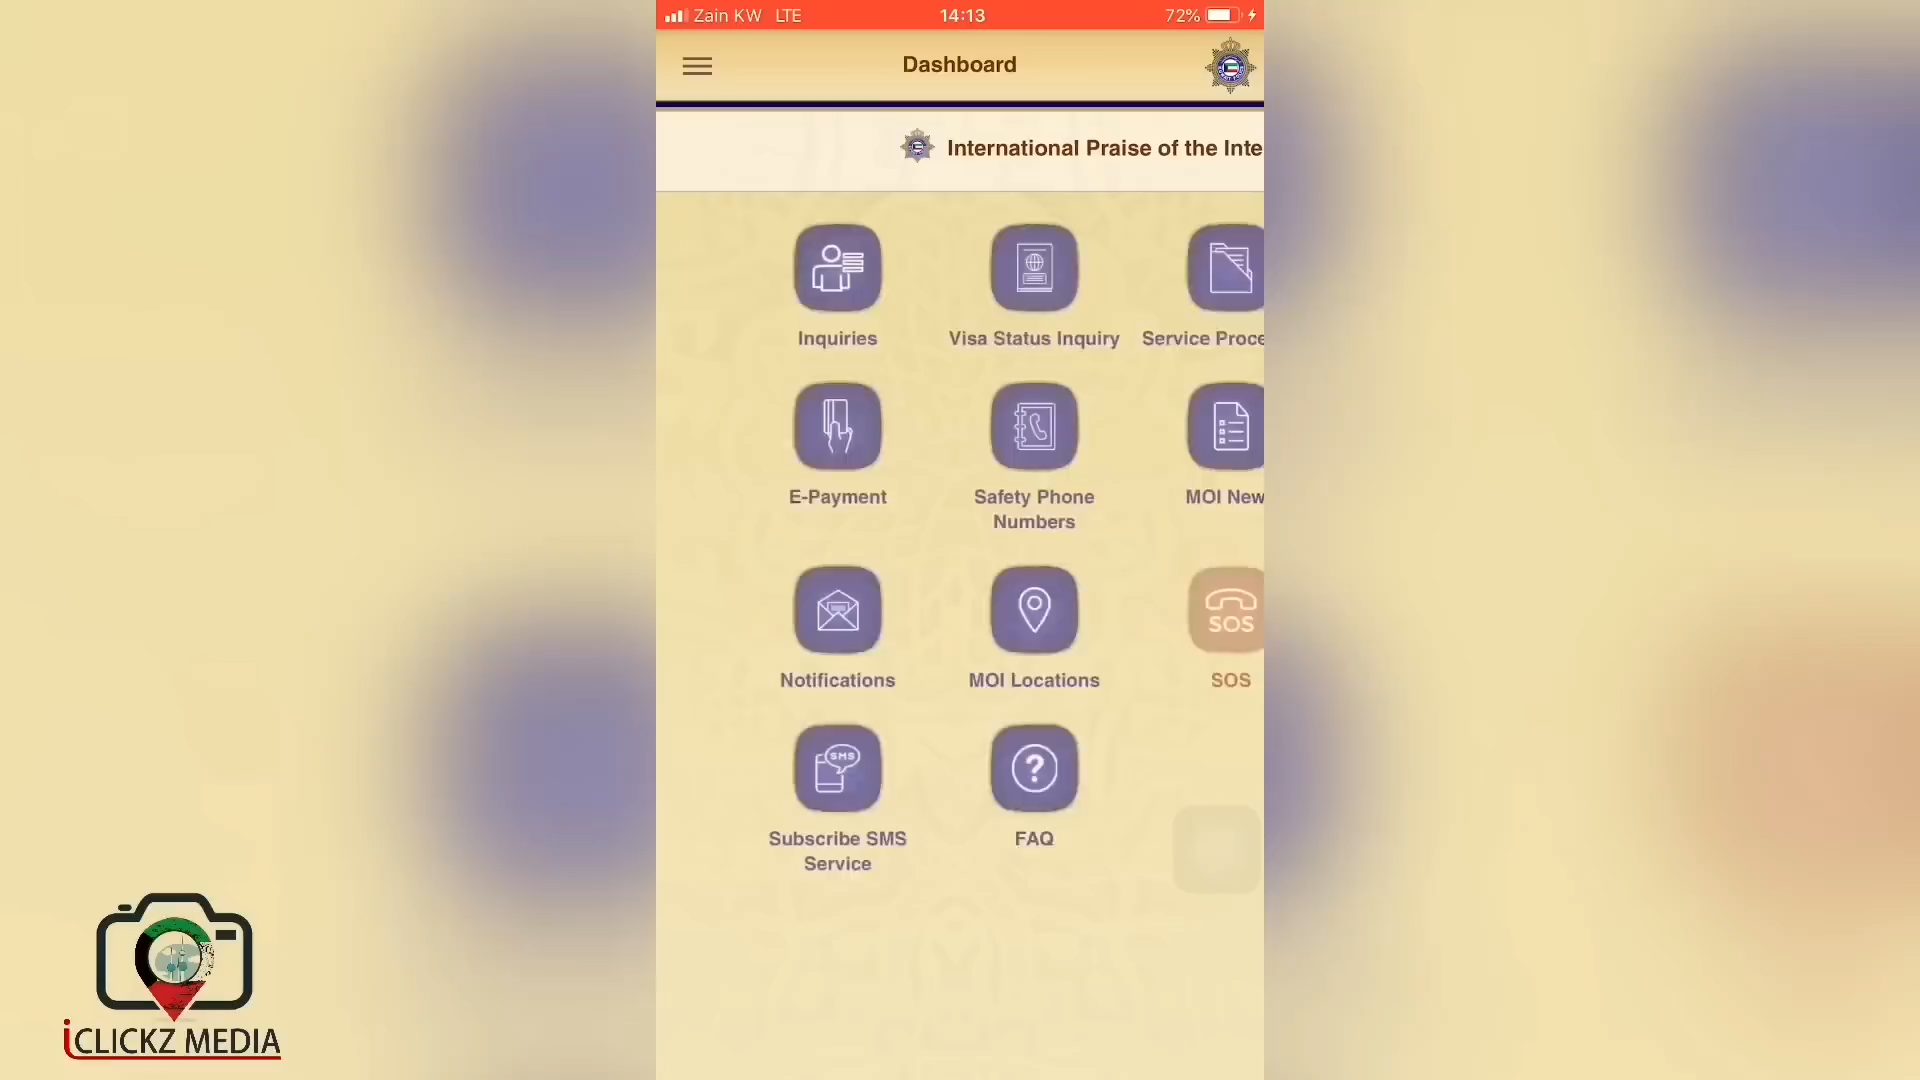 Zain KW LTE 14:13 72%
Dashboard
International Praise of the Inte
Inquiries
Visa Status Inquiry
Service Proce
E-Payment
Safety Phone
Numbers
MOI New
Notifications
MOI Locations
SOS
SOS
SMS
Subscribe SMS
Service
?
FAQ
iCLICKZ MEDIA